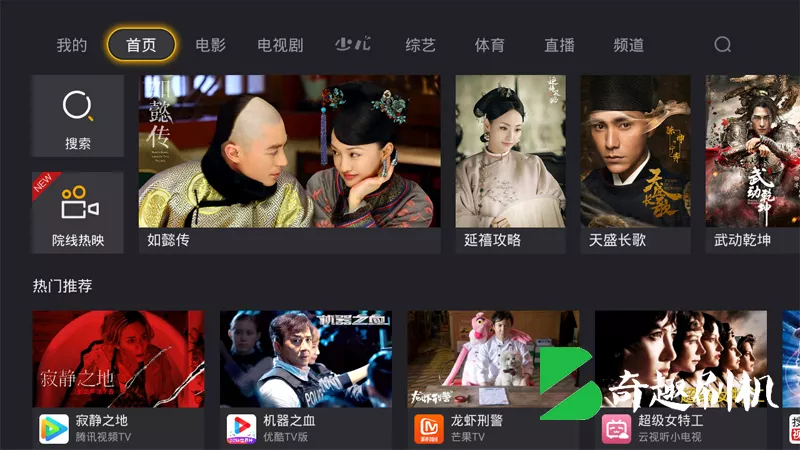 我的 首页 电影 电视剧 少儿 综艺 体育 直播 频道
搜索
NEW
院线热映
如懿传
如懿传
延禧攻略
天盛长歌
天盛长歌
武动乾坤
武动乾坤
热门推荐
寂静之地
机器之血
POLICE
龙虾刑警
寂静之地
腾讯视频TV
机器之血
优酷TV版
龙虾刑警
芒果TV
超级女特工
云视听小电视
奇趣刷机